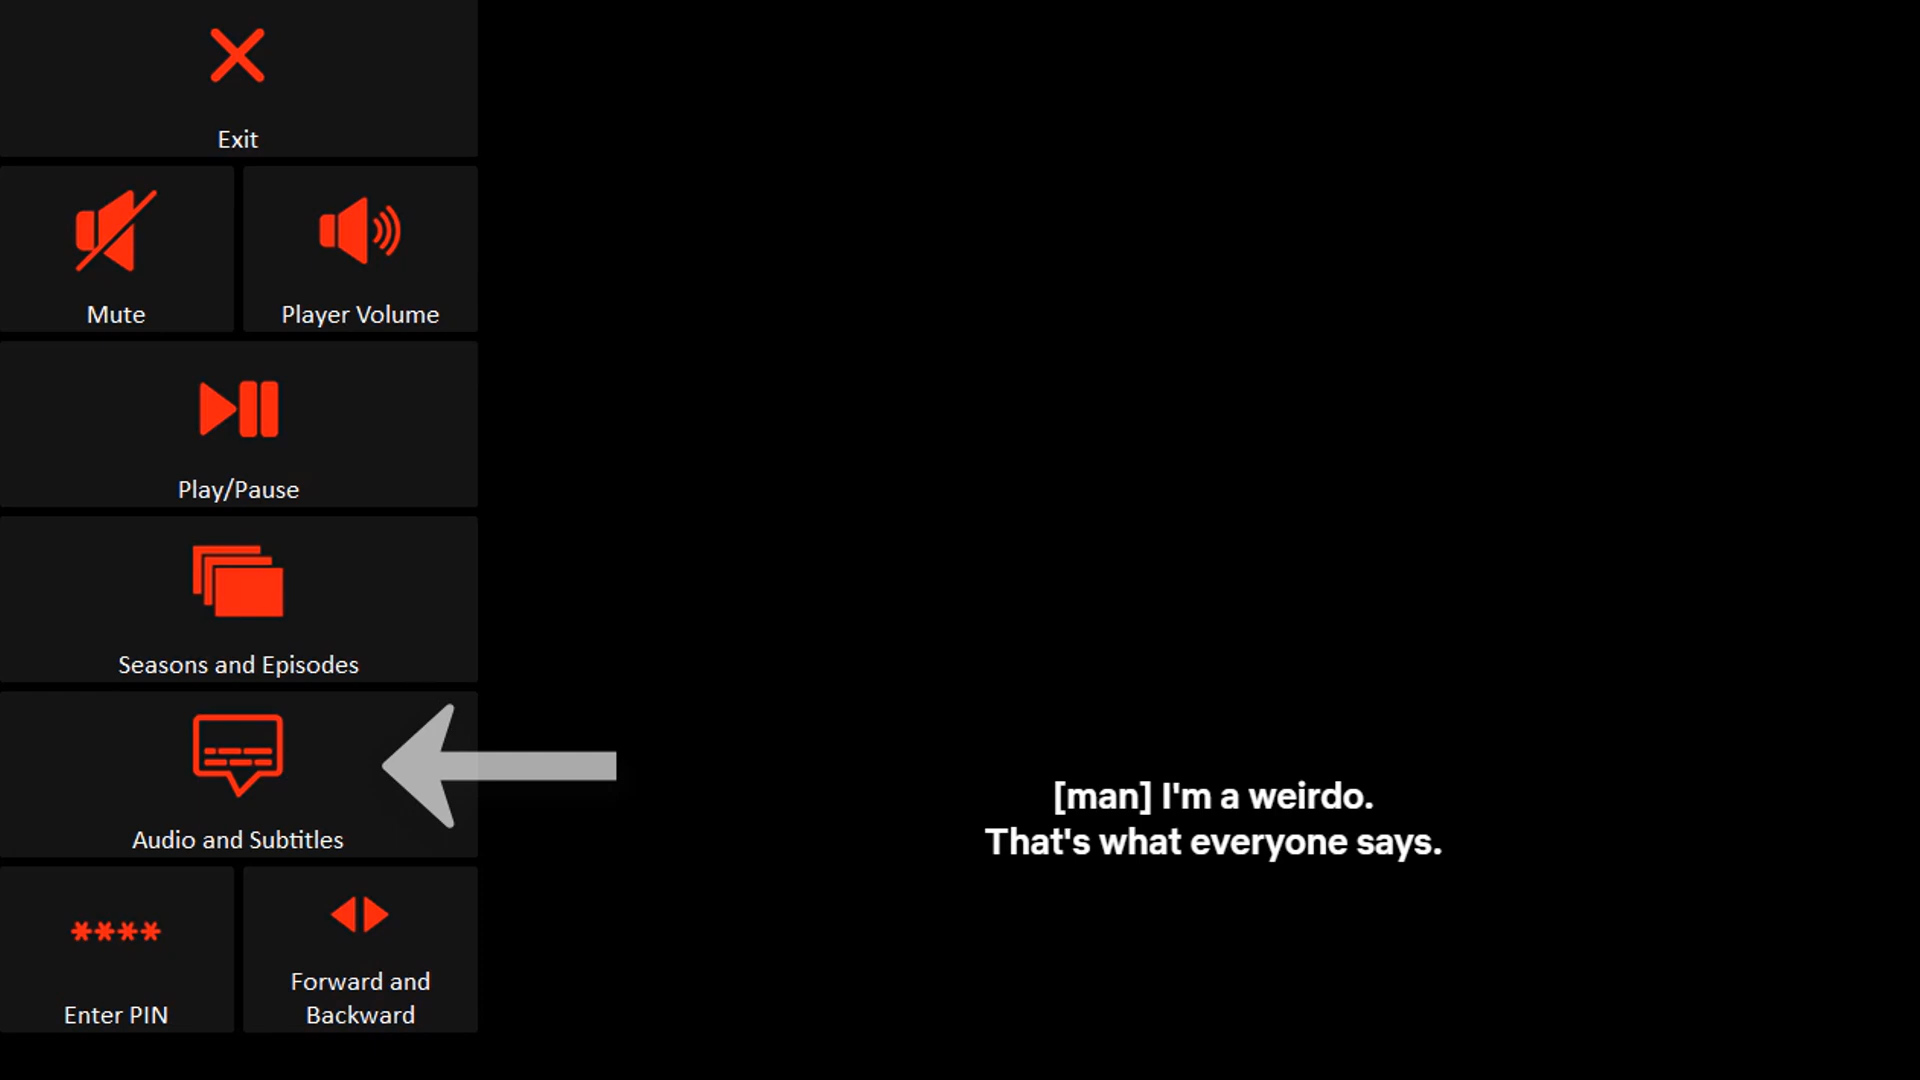 Exit
Mute
Player Volume
Play/Pause
Seasons and Episodes
Audio and Subtitles
[man] I'm a weirdo.
That's what everyone says.
****
Enter PIN
Forward and
Backward